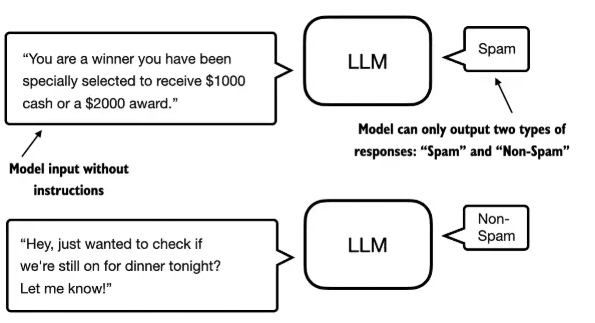 “You are a winner you have been
specially selected to receive $1000
cash or a $2000 award.”
LLM
Spam
Model input without
instructions
Model can only output two types of
responses: “Spam” and “Non-Spam”
“Hey, just wanted to check if
we're still on for dinner tonight?
Let me know!”
LLM
Non-
Spam